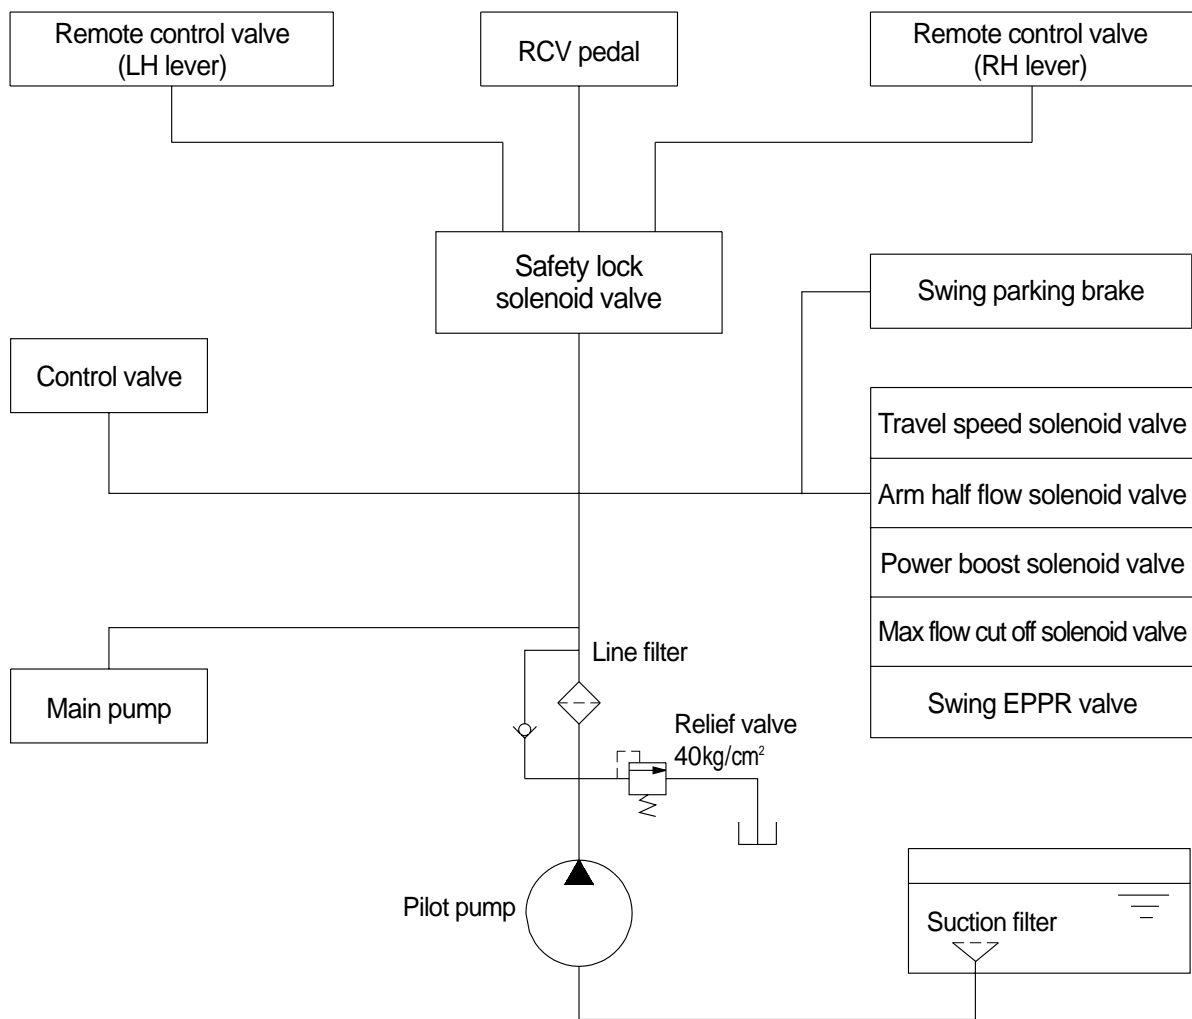 Remote control valve
(LH lever)
RCV pedal
Remote control valve
(RH lever)
Safety lock
solenoid valve
Swing parking brake
Control valve
Travel speed solenoid valve
Arm half flow solenoid valve
Power boost solenoid valve
Max flow cut off solenoid valve
Swing EPPR valve
Line filter
Main pump
Relief valve
40kg/cm²
Pilot pump
Suction filter